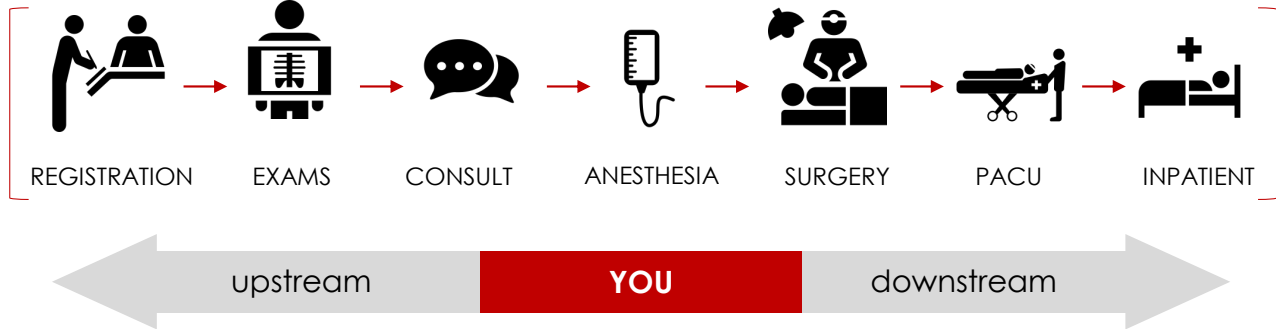 REGISTRATION EXAMS CONSULT ANESTHESIA SURGERY PACU INPATIENT
upstream YOU downstream